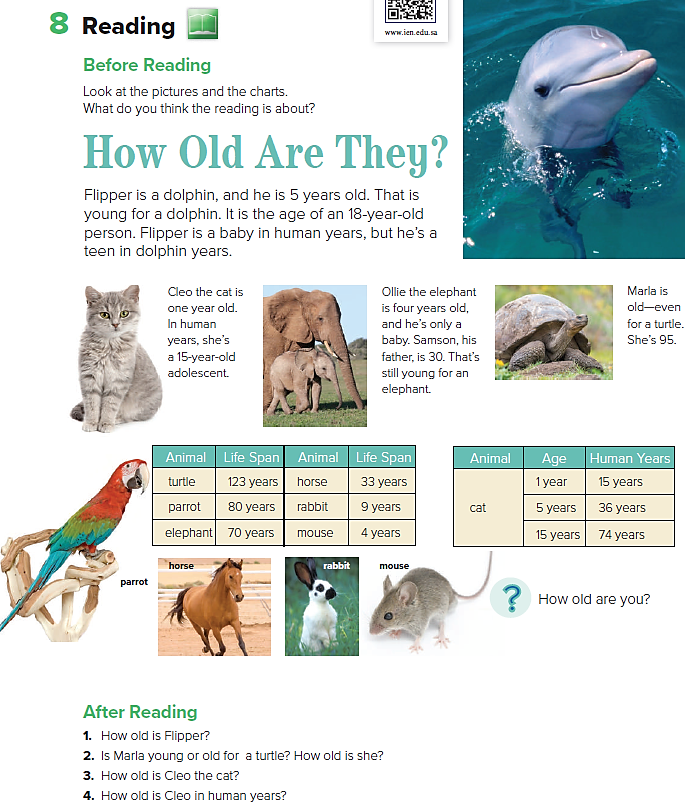 8 Reading
www.ien.edu.sa
Before Reading
Look at the pictures and the charts.
What do you think the reading is about?
How Old Are They?
Flipper is a dolphin, and he is 5 years old. That is
young for a dolphin. It is the age of an 18-year-old
person. Flipper is a baby in human years, but he's a
teen in dolphin years.
Cleo the cat is
one year old.
In human
years, she's
a 15-year-old
adolescent.
Ollie the elephant
is four years old,
and he's only a
baby. Samson, his
father, is 30. That's
still young for an
elephant.
Marla is
old—even
for a turtle.
She's 95.
Animal Life Span Animal Life Span
turtle 123 years horse 33 years
parrot 80 years rabbit 9 years
elephant 70 years mouse 4 years
Animal Age Human Years
1 year 15 years
cat 5 years 36 years
15 years 74 years
parrot
horse
rabbit
mouse
? How old are you?
After Reading
1. How old is Flipper?
2. Is Marla young or old for a turtle? How old is she?
3. How old is Cleo the cat?
4. How old is Cleo in human years?